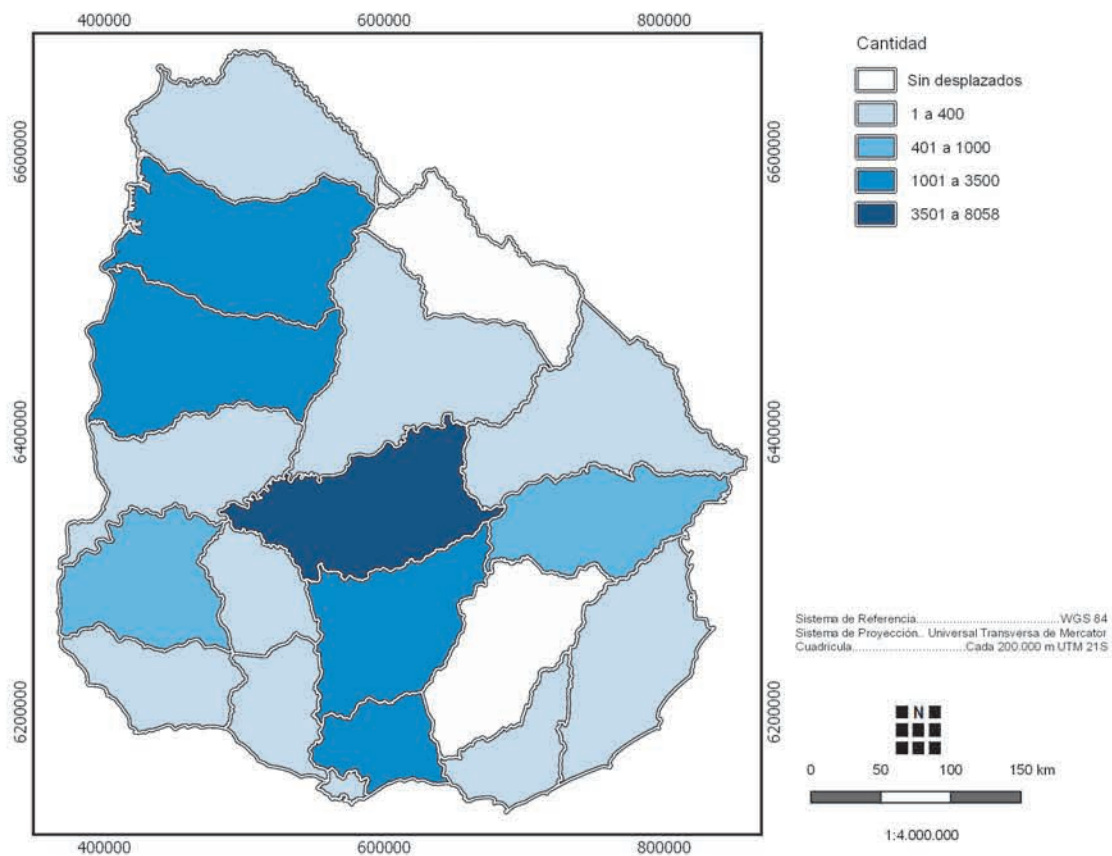 400000
600000
800000
6600000
6600000
6400000
6400000
6200000
6200000
400000
600000
800000
Cantidad
Sin desplazados
1 a 400
401 a 1000
1001 a 3500
3501 a 8058
Sistema de Referencia..............................WGS 84
Sistema de Proyección.. Universal Transversa de Mercator
Cuadricula..............................Cada 200.000 m UTM 21S
N
0 50 100 150 km
1:4.000.000